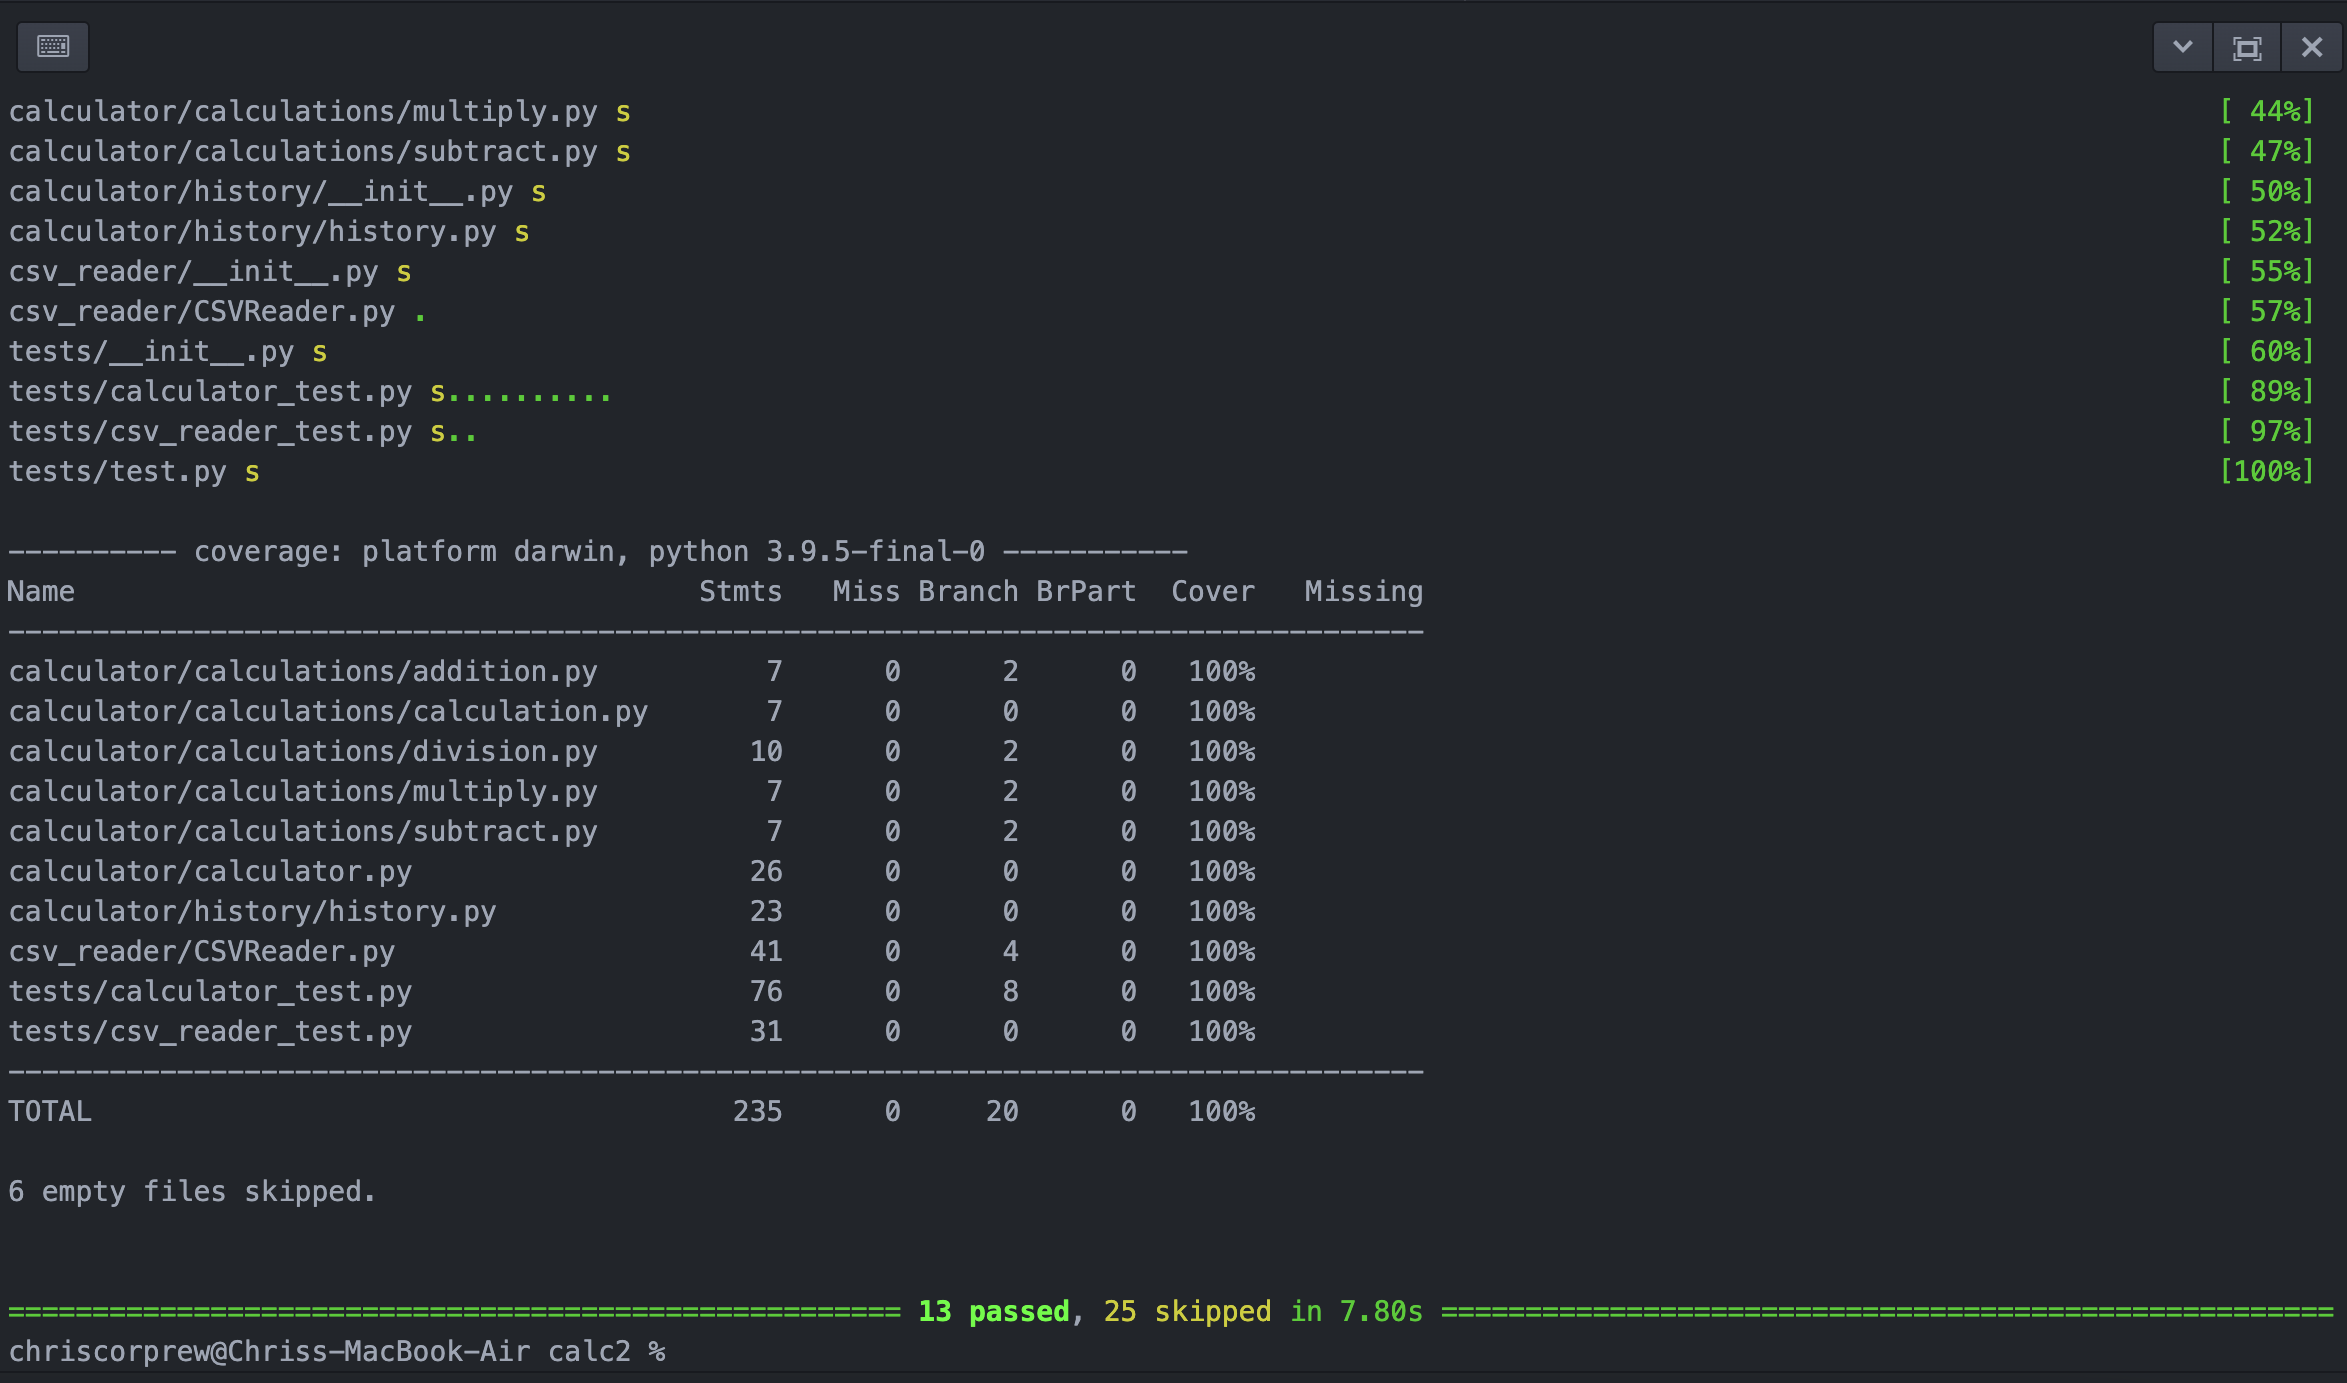 calculator/calculations/multiply.py s [ 44%]
calculator/calculations/subtract.py s [ 47%]
calculator/history/__init__.py s [ 50%]
calculator/history/history.py s [ 52%]
csv_reader/__init__.py s [ 55%]
csv_reader/CSVReader.py . [ 57%]
tests/__init__.py s [ 60%]
tests/calculator_test.py s.......... [ 89%]
tests/csv_reader_test.py s.. [ 97%]
tests/test.py s [100%]
---------- coverage: platform darwin, python 3.9.5-final-0 -----------
Name Stmts Miss Branch BrPart Cover Missing
------------------------------------------------------------------------------------
calculator/calculations/addition.py 7 0 2 0 100%
calculator/calculations/calculation.py 7 0 0 0 100%
calculator/calculations/division.py 10 0 2 0 100%
calculator/calculations/multiply.py 7 0 2 0 100%
calculator/calculations/subtract.py 7 0 2 0 100%
calculator/calculator.py 26 0 0 0 100%
calculator/history/history.py 23 0 0 0 100%
csv_reader/CSVReader.py 41 0 4 0 100%
tests/calculator_test.py 76 0 8 0 100%
tests/csv_reader_test.py 31 0 0 0 100%
------------------------------------------------------------------------------------
TOTAL 235 0 20 0 100%
6 empty files skipped.
===================================================== 13 passed, 25 skipped in 7.80s =====================================================
chriscorprew@Chriss-MacBook-Air calc2 %